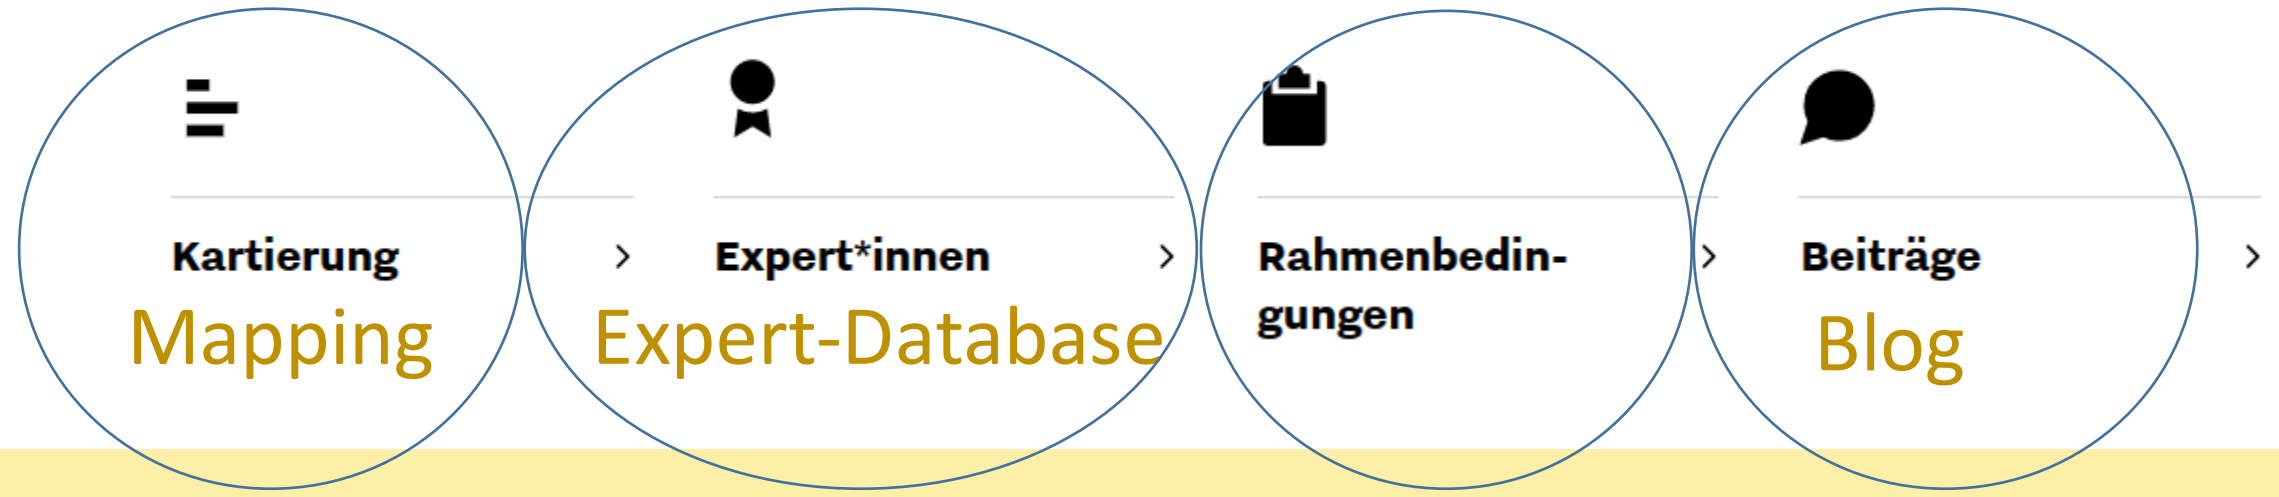 Kartierung
Expert*innen
Rahmenbedin-
gungen
Beiträge
Mapping
Expert-Database
Blog